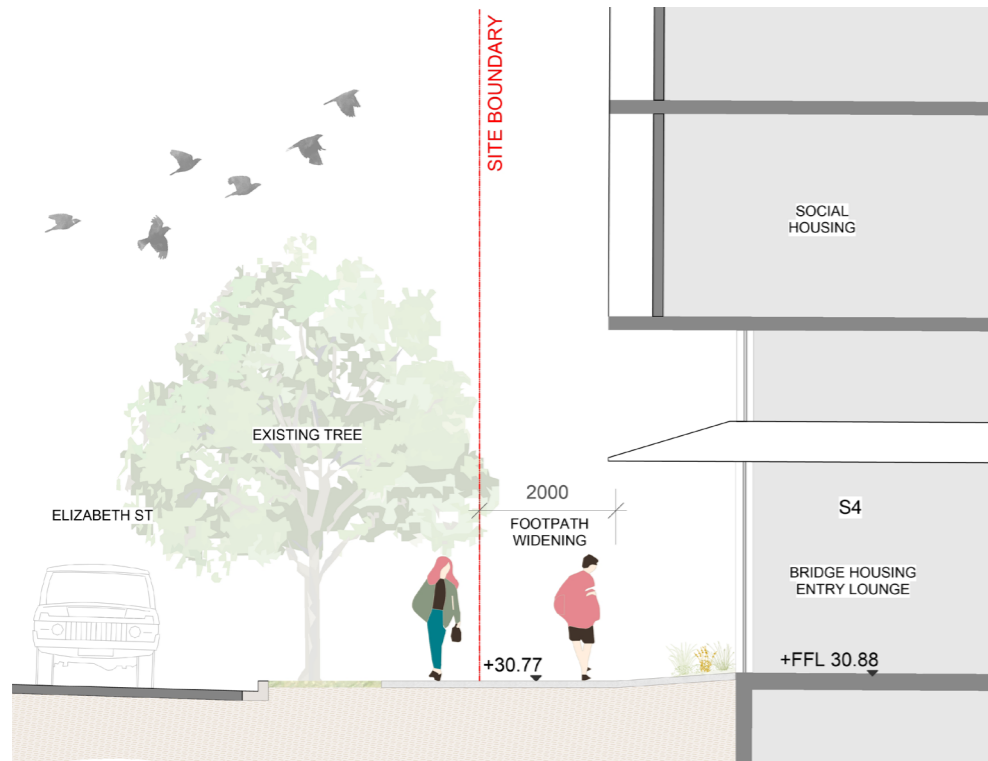 SITE BOUNDARY
SOCIAL
HOUSING
EXISTING TREE
2000
ELIZABETH ST
FOOTPATH
WIDENING
S4
BRIDGE HOUSING
ENTRY LOUNGE
+30.77
+FFL 30.88